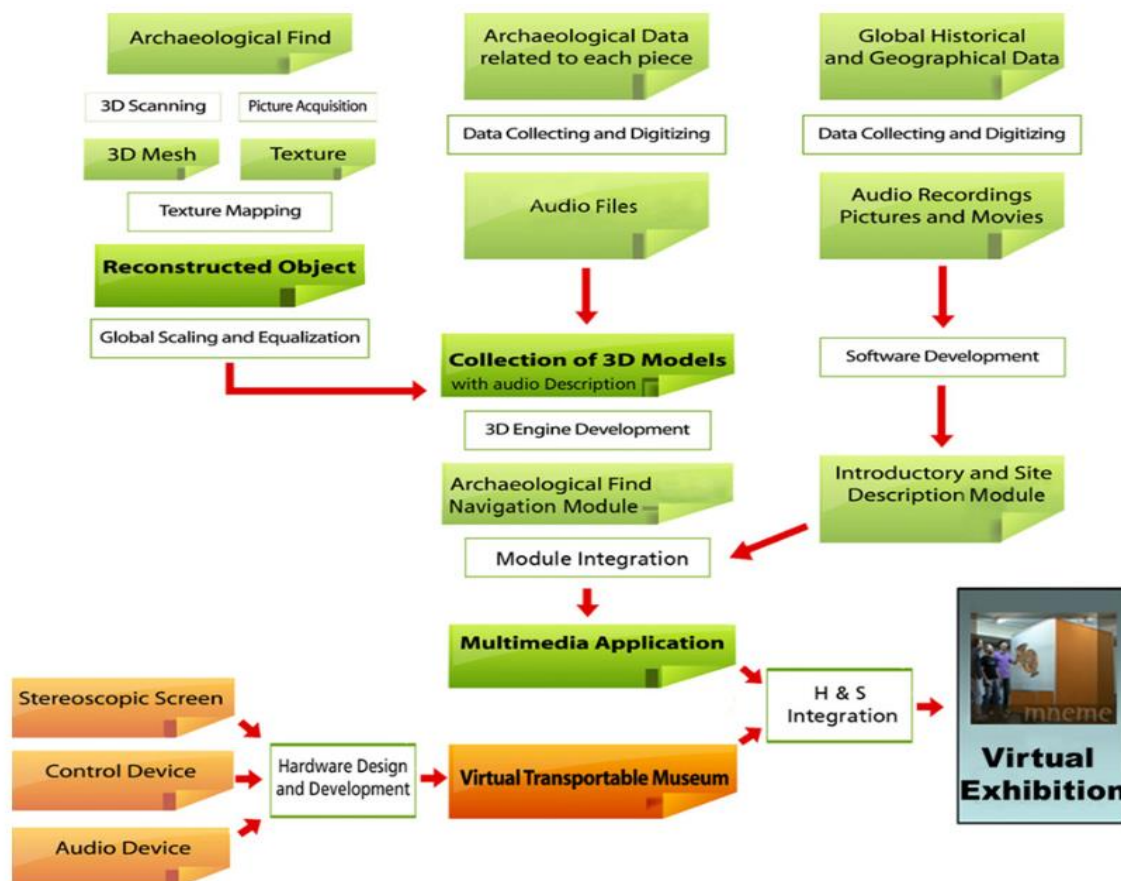 Archaeological Find
3D Scanning
Picture Acquisition
3D Mesh
Texture
Texture Mapping
Reconstructed Object
Global Scaling and Equalization
Archaeological Data
related to each piece
Data Collecting and Digitizing
Audio Files
Collection of 3D Models
with audio Description
3D Engine Development
Archaeological Find
Navigation Module
Module Integration
Multimedia Application
Global Historical
and Geographical Data
Data Collecting and Digitizing
Audio Recordings
Pictures and Movies
Software Development
Introductory and Site
Description Module
Stereoscopic Screen
Control Device
Audio Device
Hardware Design
and Development
Virtual Transportable Museum
H & S
Integration
mneme
Virtual
Exhibition